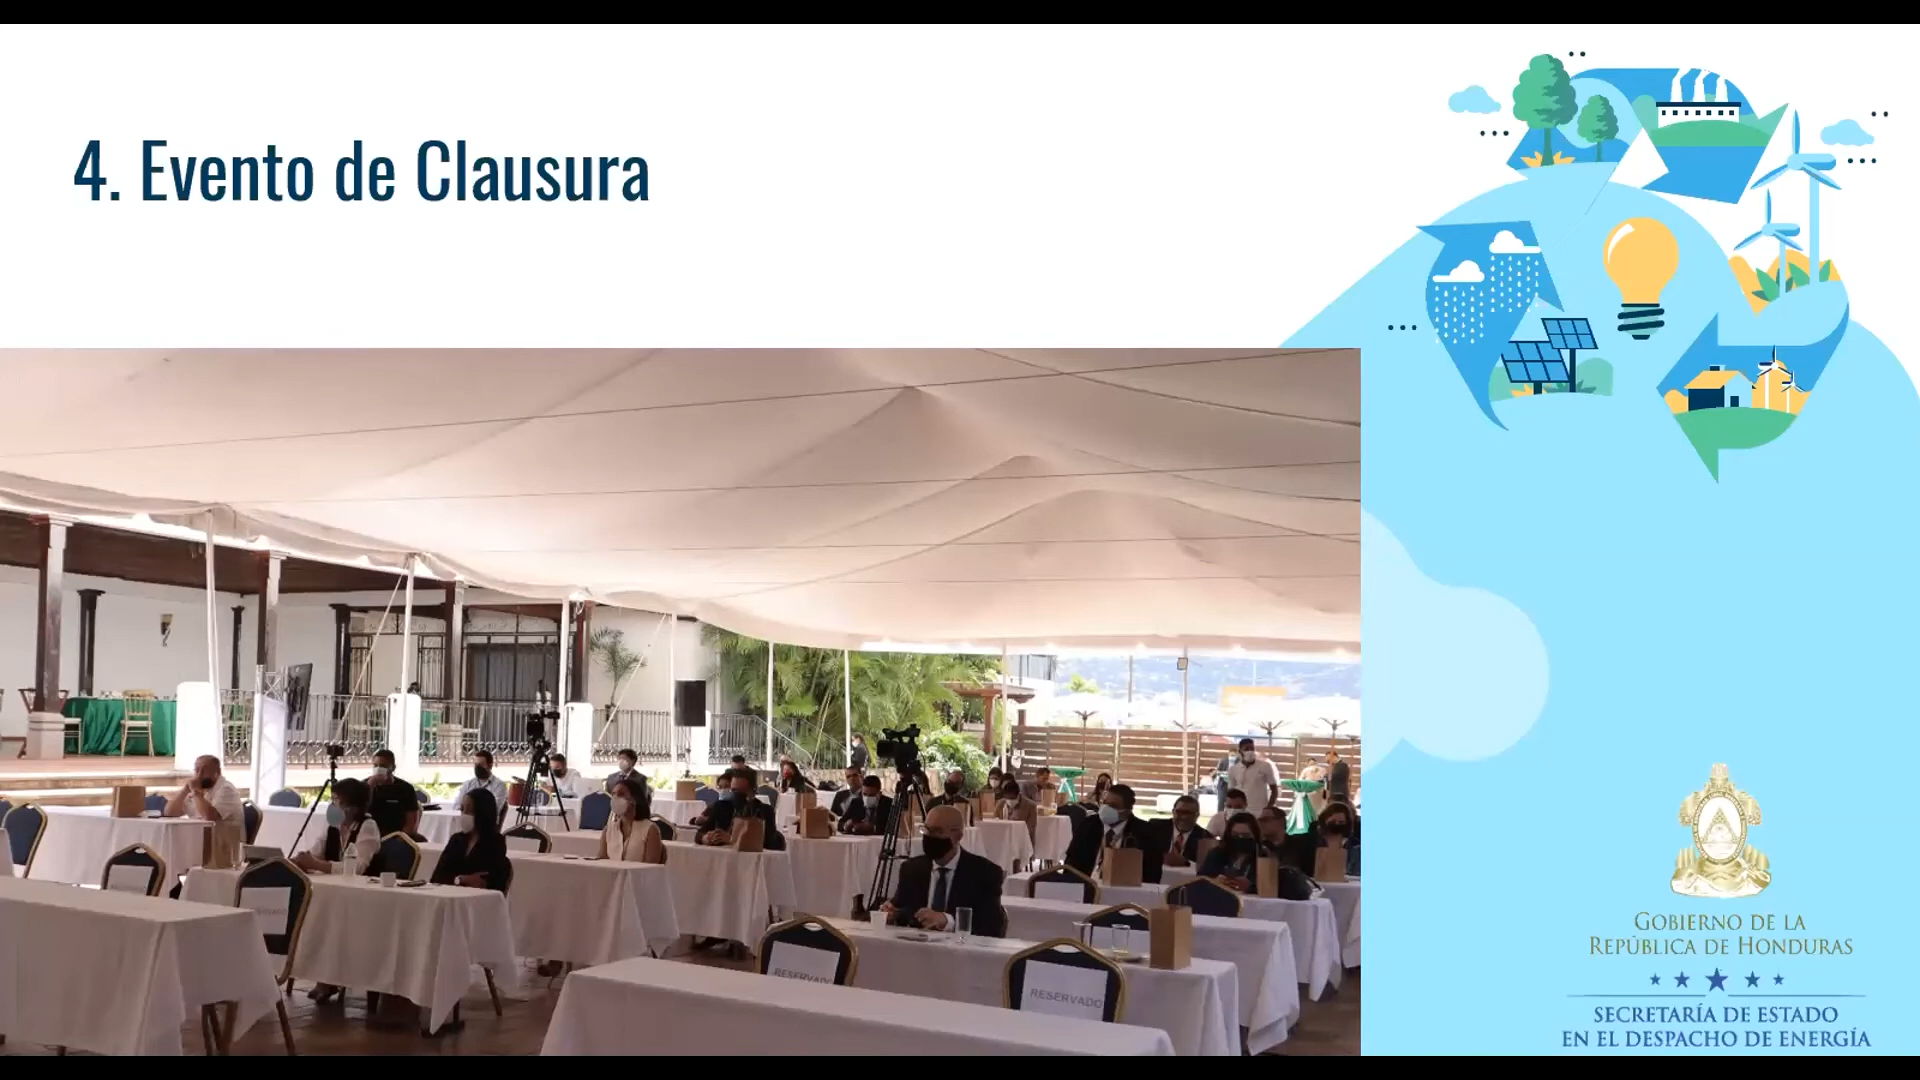 4. Evento de Clausura
RESERVADO
RESERVADO
GOBIERNO DE LA
REPÚBLICA DE HONDURAS
SECRETARÍA DE ESTADO
EN EL DESPACHO DE ENERGÍA